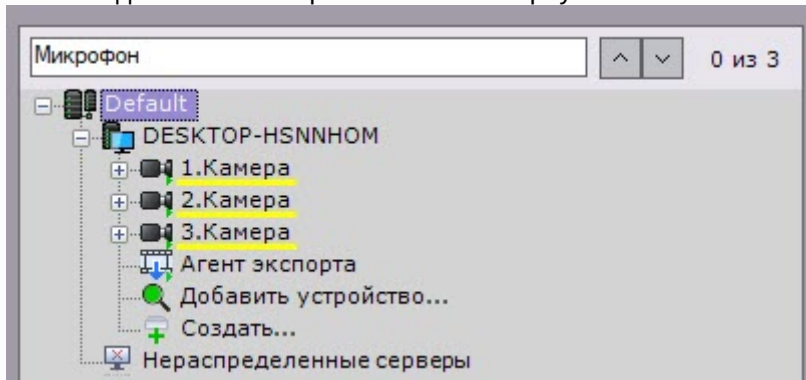 Микрофон
0 из 3
Default
DESKTOP-HSNNHOM
1.Камера
2.Камера
3.Камера
Агент экспорта
Добавить устройство...
Создать...
Нераспределенные серверы